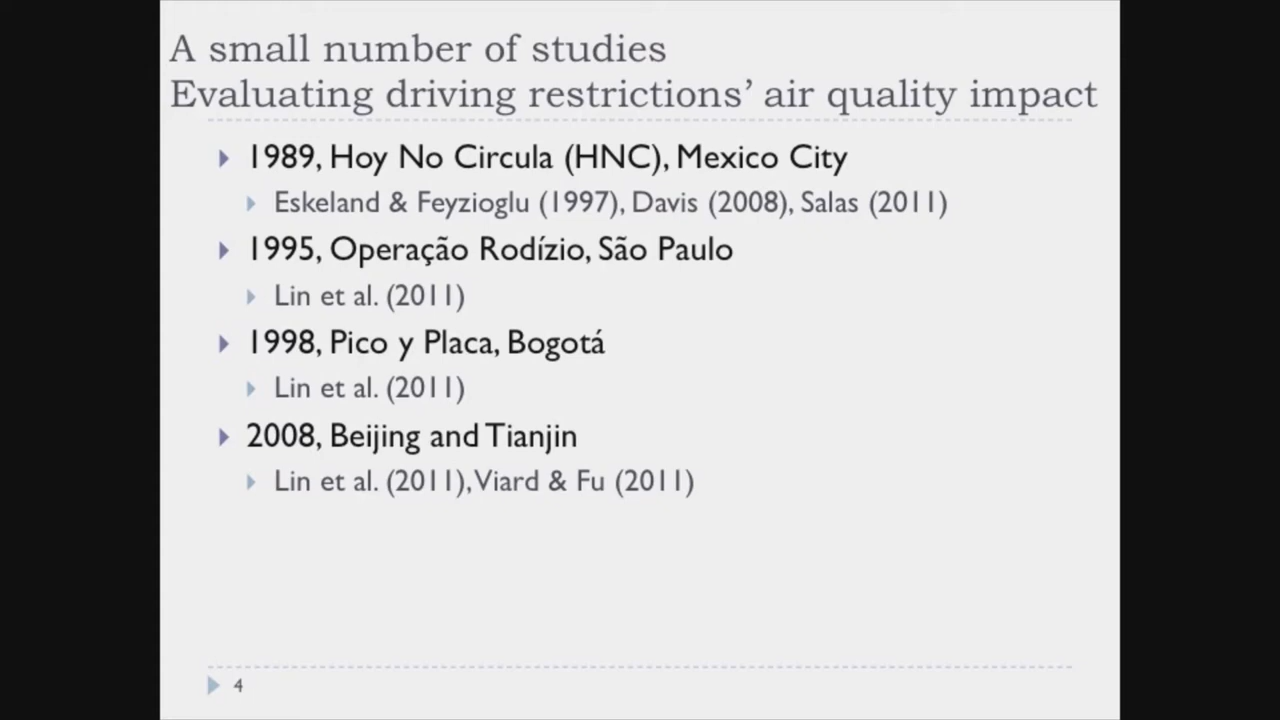 A small number of studies
Evaluating driving restrictions’ air quality impact
1989, Hoy No Circula (HNC), Mexico City
Eskeland & Feyzioglu (1997), Davis (2008), Salas (2011)
1995, Operação Rodízio, São Paulo
Lin et al. (2011)
1998, Pico y Placa, Bogotá
Lin et al. (2011)
2008, Beijing and Tianjin
Lin et al. (2011), Viard & Fu (2011)
4